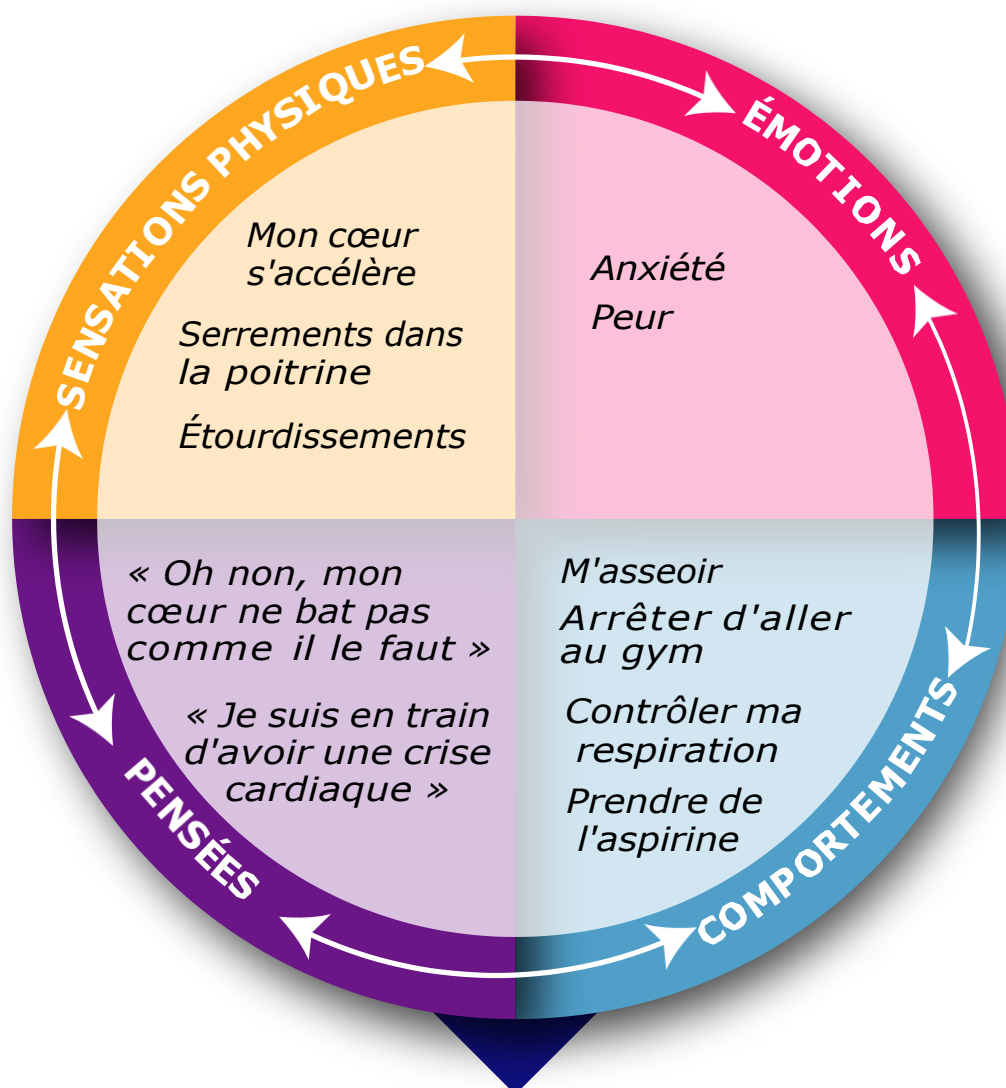 SENSATIONS PHYSIQUES
Mon cœur
s'accélère
Serrements dans
la poitrine
Étourdissements
ÉMOTIONS
Anxiété
Peur
PENSÉES
« Oh non, mon
cœur ne bat pas
comme il le faut »
« Je suis en train
d'avoir une crise
cardiaque »
COMPORTEMENTS
M'asseoir
Arrêter d'aller
au gym
Contrôler ma
respiration
Prendre de
l'aspirine